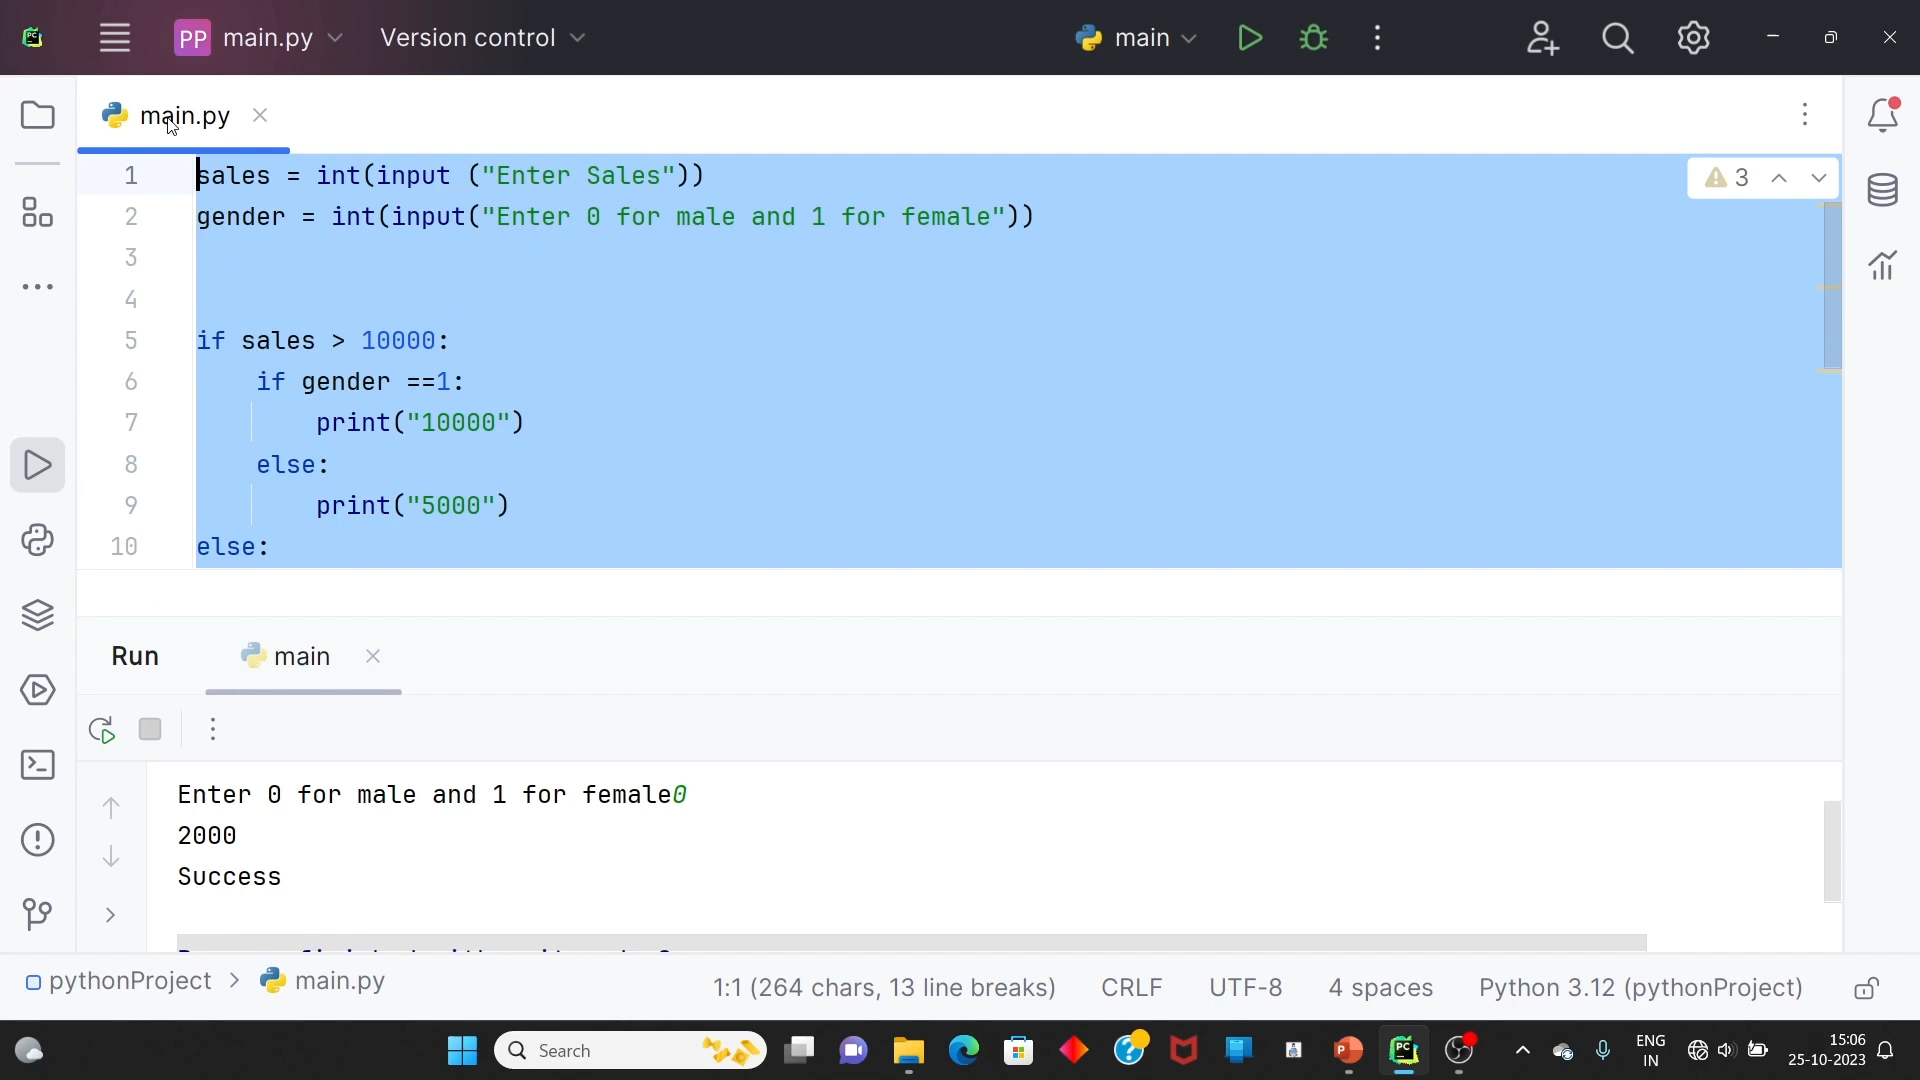 PP main.py Version control main
main.py
1 sales = int(input ("Enter Sales"))
2 gender = int(input("Enter 0 for male and 1 for female"))
3
4
5 if sales > 10000:
6 if gender ==1:
7 print("10000")
8 else:
9 print("5000")
10 else:
3
Run main
Enter 0 for male and 1 for female0
2000
Success
pythonProject > main.py 1:1 (264 chars, 13 line breaks) CRLF UTF-8 4 spaces Python 3.12 (pythonProject)
Search
ENG
IN
15:06
25-10-2023